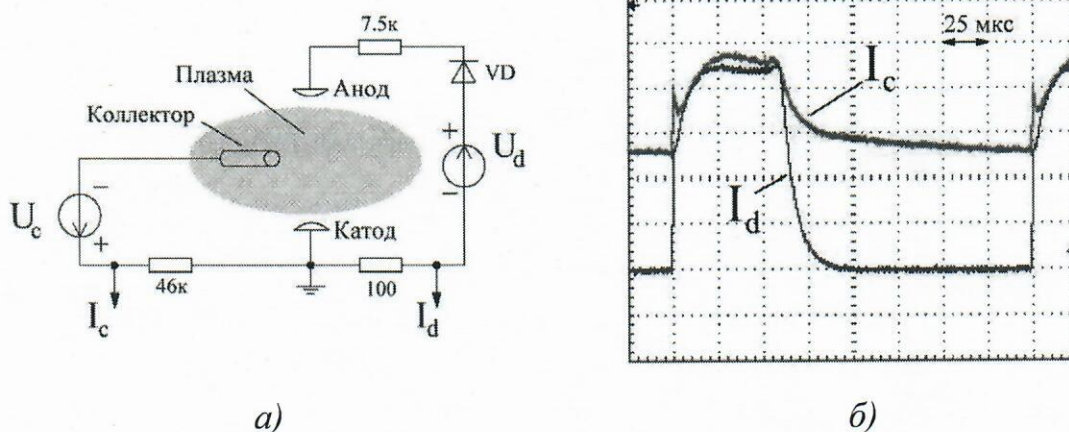 7.5к
Плазма
VD
Анод
Коллектор
U_d
U_c
Катод
46к
100
I_c
I_d
а)
25 мкс
I_c
I_d
б)